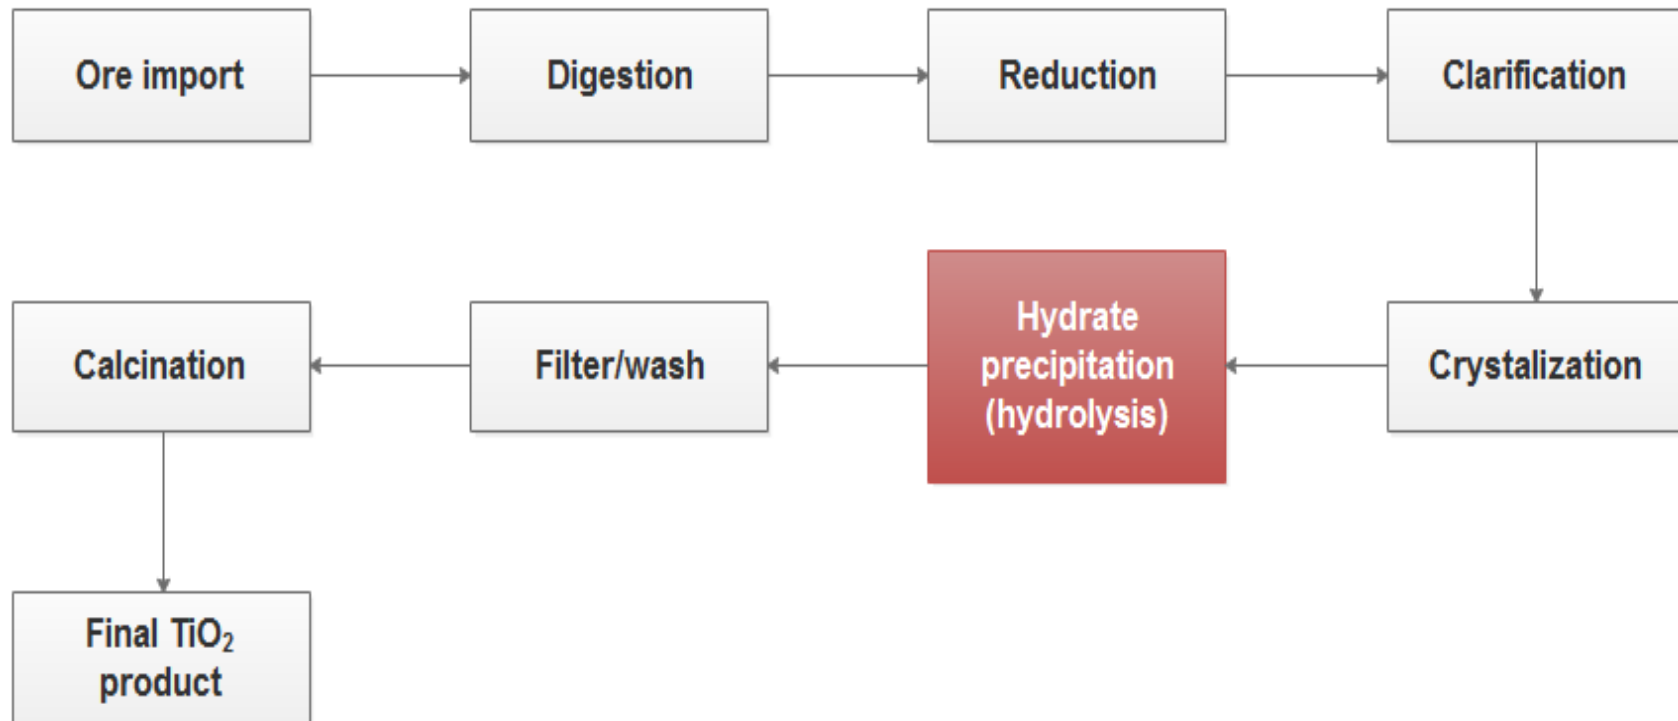 Ore import
Digestion
Reduction
Clarification
Crystalization
Hydrate
precipitation
(hydrolysis)
Filter/wash
Calcination
Final TiO₂
product